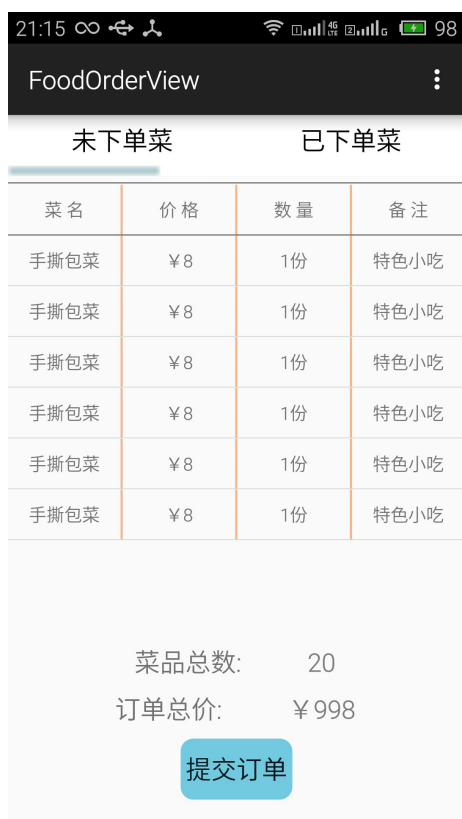 21:15 4G LTE G 98
FoodOrderView
未下单菜 已下单菜
菜名 价格 数量 备注
手撕包菜 ￥8 1份 特色小吃
手撕包菜 ￥8 1份 特色小吃
手撕包菜 ￥8 1份 特色小吃
手撕包菜 ￥8 1份 特色小吃
手撕包菜 ￥8 1份 特色小吃
手撕包菜 ￥8 1份 特色小吃
菜品总数: 20
订单总价: ￥998
提交订单